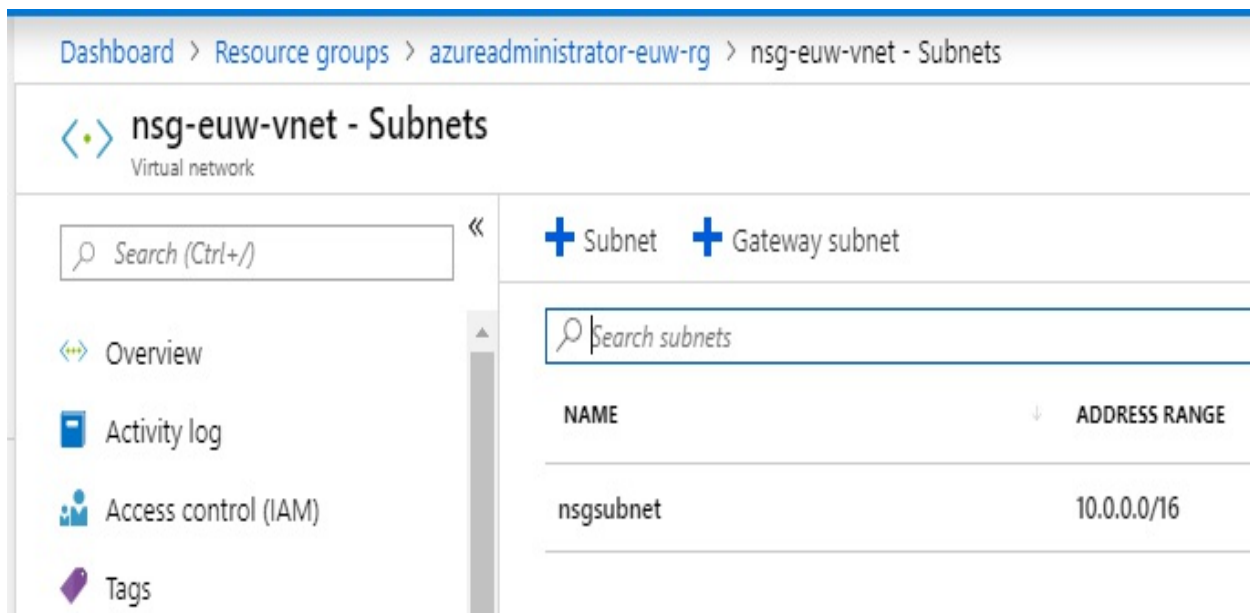 Dashboard > Resource groups > azureadministrator-euw-rg > nsg-euw-vnet - Subnets
nsg-euw-vnet - Subnets
Virtual network
Search (Ctrl+/)
«
Overview
Activity log
Access control (IAM)
Tags
Subnet Gateway subnet
Search subnets
NAME ADDRESS RANGE
nsgsubnet 10.0.0.0/16